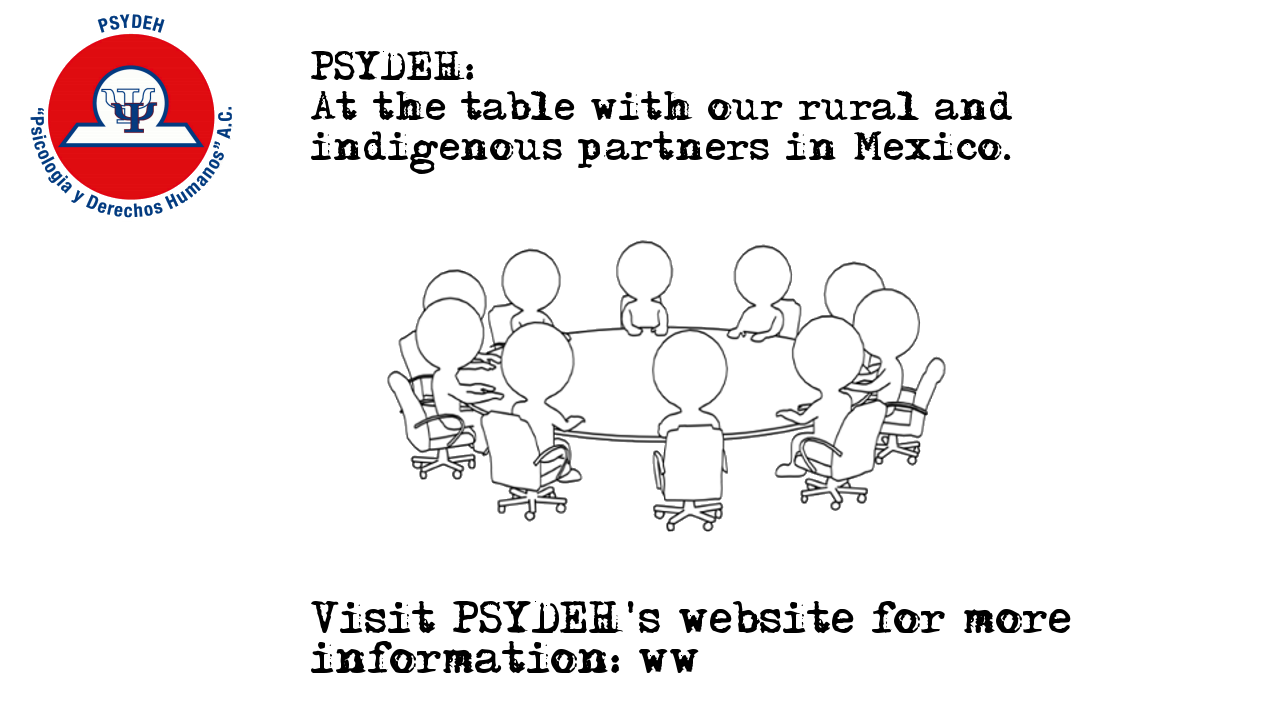 PSYDEH
"Psicología y Derechos Humanos" A.C.
PSYDEH:
At the table with our rural and
indigenous partners in Mexico.
Visit PSYDEH's website for more
information: ww